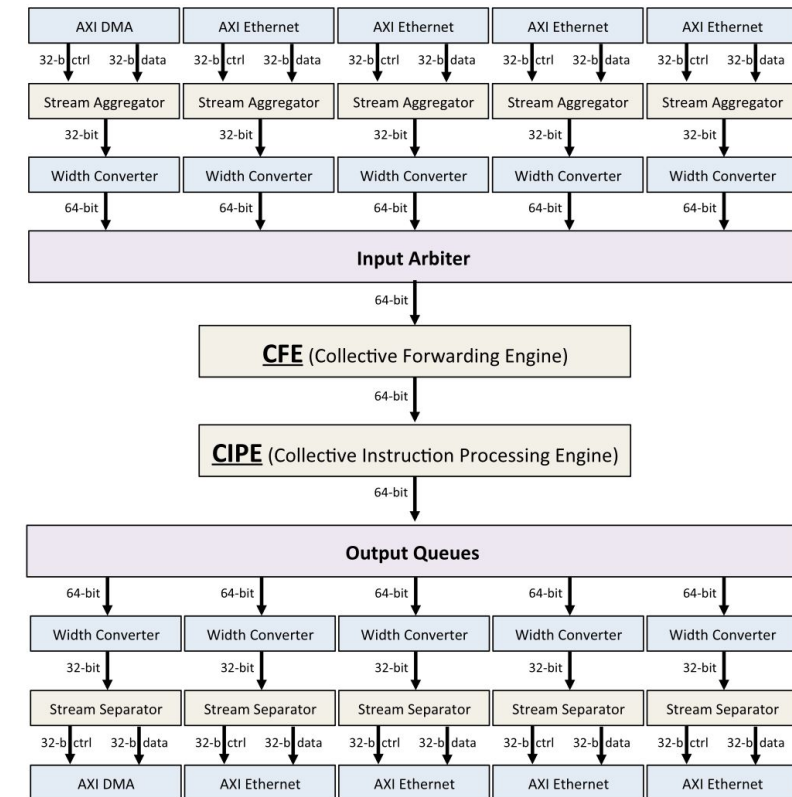 AXI DMA AXI Ethernet AXI Ethernet AXI Ethernet AXI Ethernet
32-b ctrl 32-b data 32-b ctrl 32-b data 32-b ctrl 32-b data 32-b ctrl 32-b data 32-b ctrl 32-b data
Stream Aggregator Stream Aggregator Stream Aggregator Stream Aggregator Stream Aggregator
32-bit 32-bit 32-bit 32-bit 32-bit
Width Converter Width Converter Width Converter Width Converter Width Converter
64-bit 64-bit 64-bit 64-bit 64-bit
Input Arbiter
64-bit
CFE (Collective Forwarding Engine)
64-bit
CIPE (Collective Instruction Processing Engine)
64-bit
Output Queues
64-bit 64-bit 64-bit 64-bit 64-bit
Width Converter Width Converter Width Converter Width Converter Width Converter
32-bit 32-bit 32-bit 32-bit 32-bit
Stream Separator Stream Separator Stream Separator Stream Separator Stream Separator
32-b ctrl 32-b data 32-b ctrl 32-b data 32-b ctrl 32-b data 32-b ctrl 32-b data 32-b ctrl 32-b data
AXI DMA AXI Ethernet AXI Ethernet AXI Ethernet AXI Ethernet